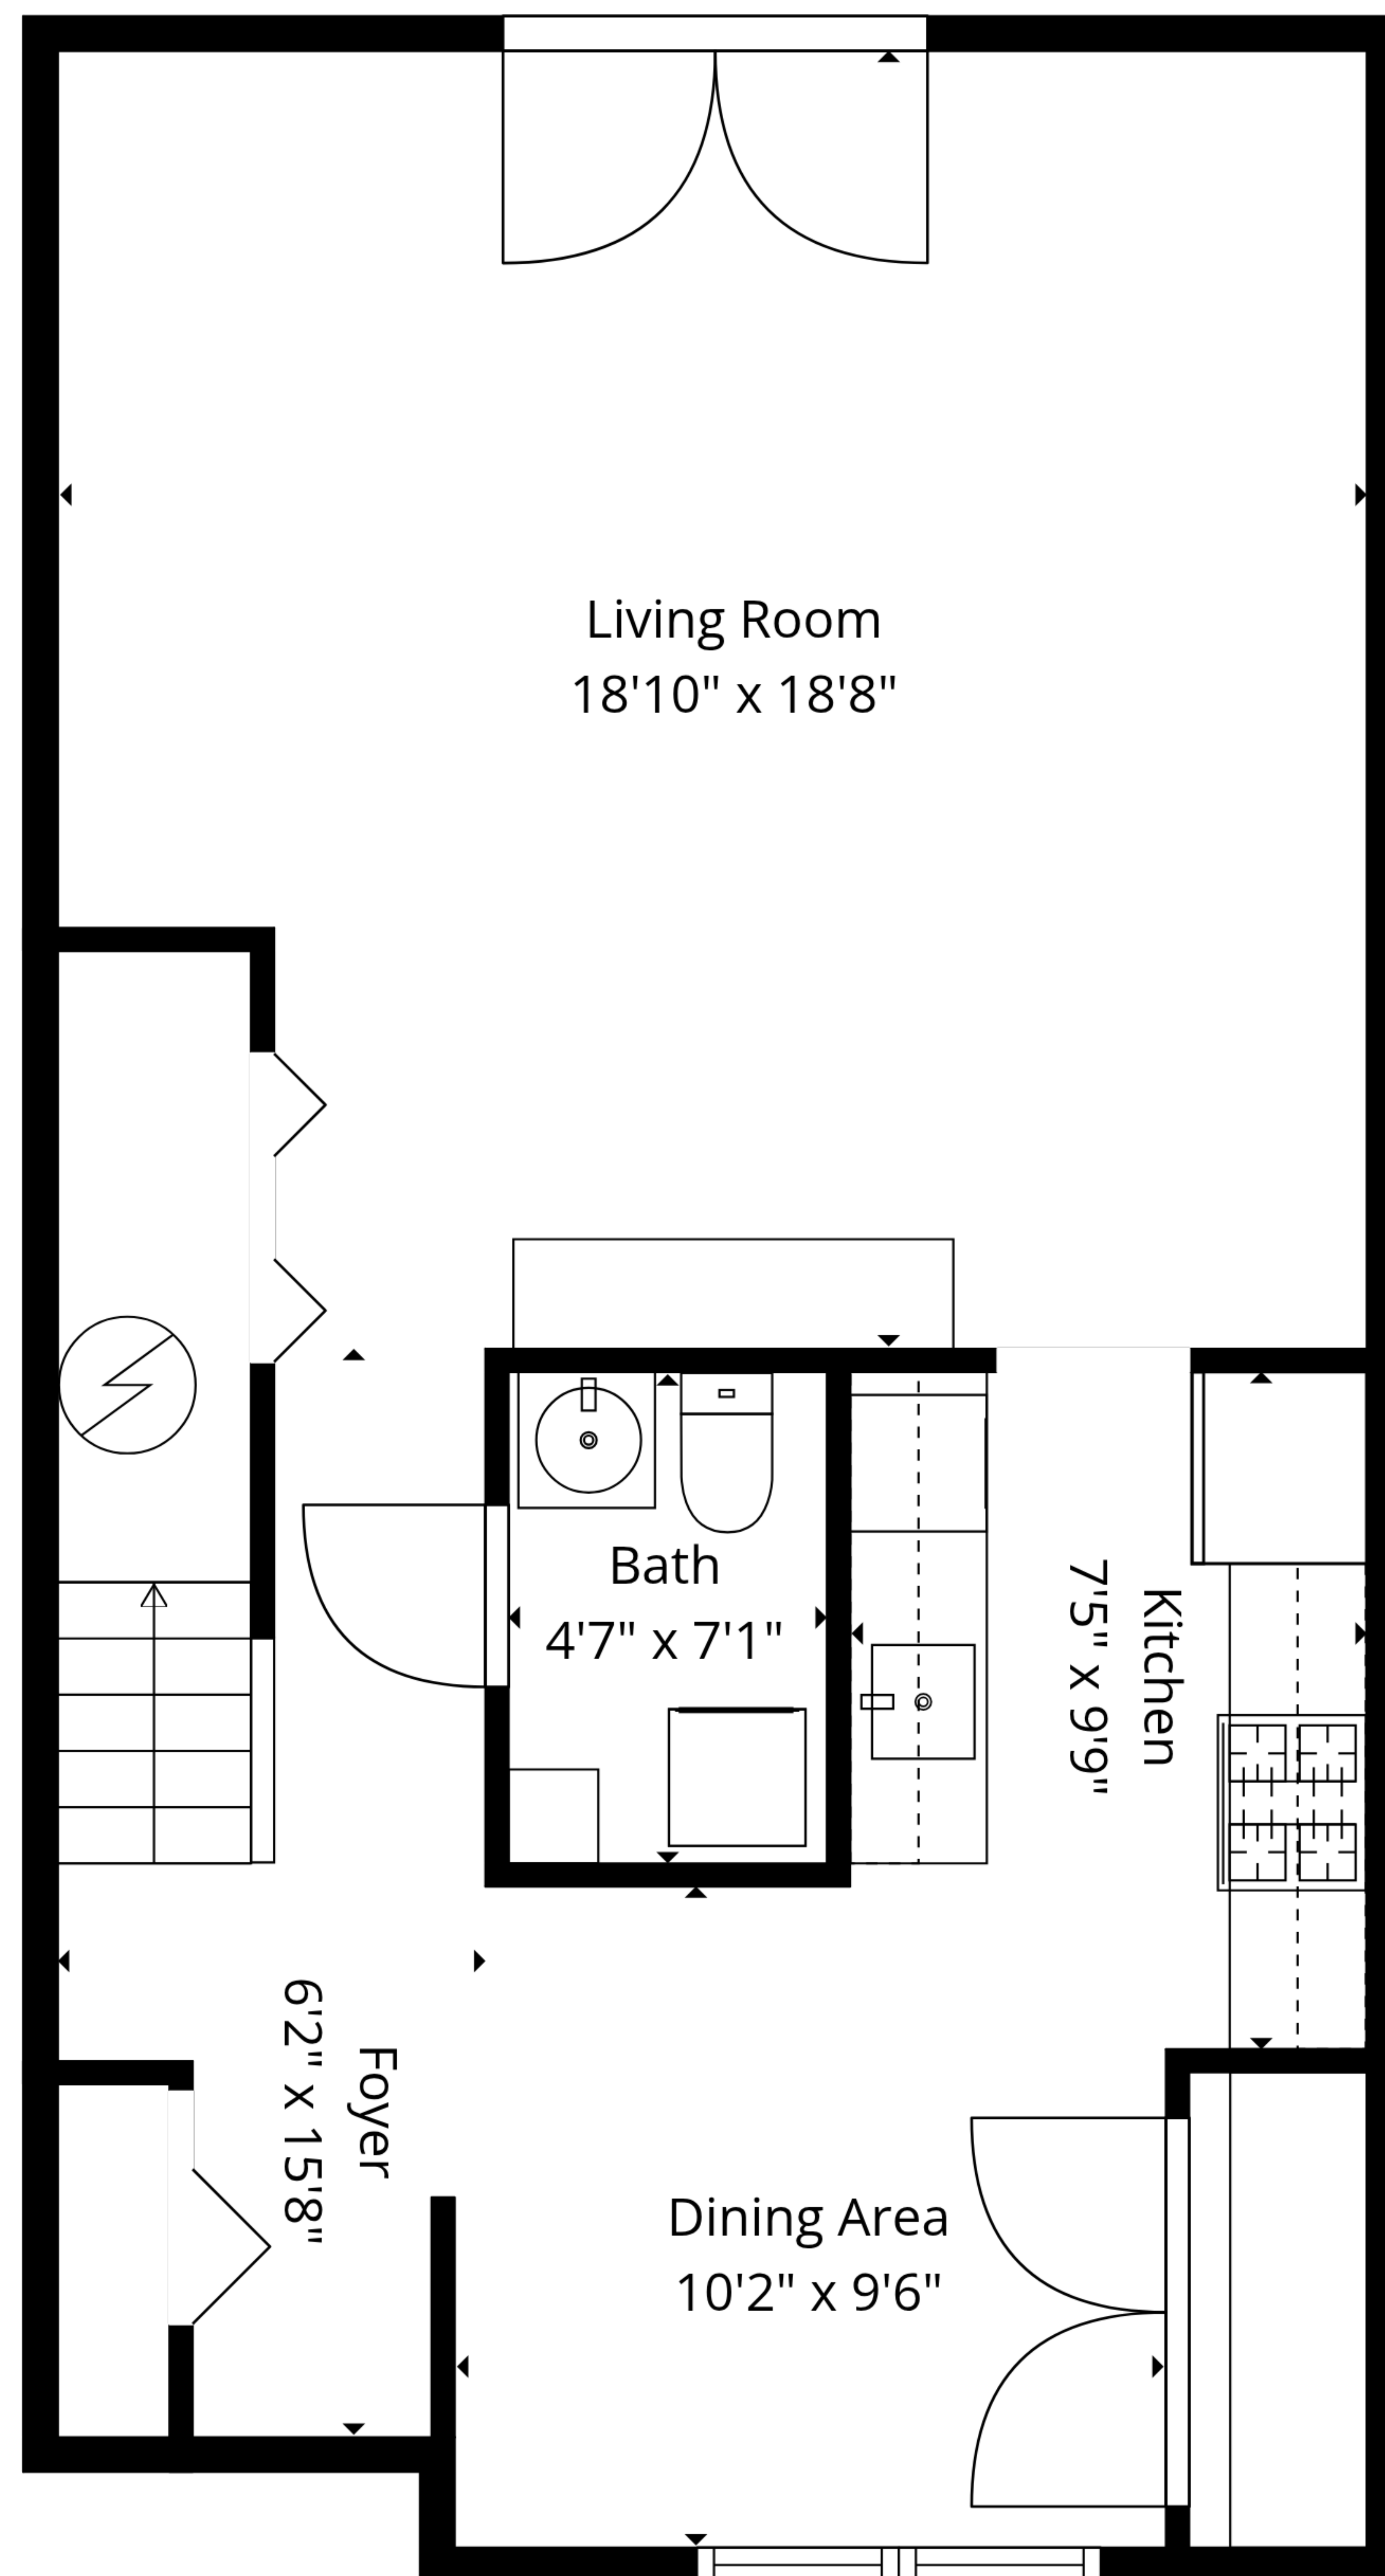 Living Room
18'10" x 18'8"
Bath
4'7" x 7'1"
Kitchen
7'5" x 9'9"
Foyer
6'2" x 15'8"
Dining Area
10'2" x 9'6"